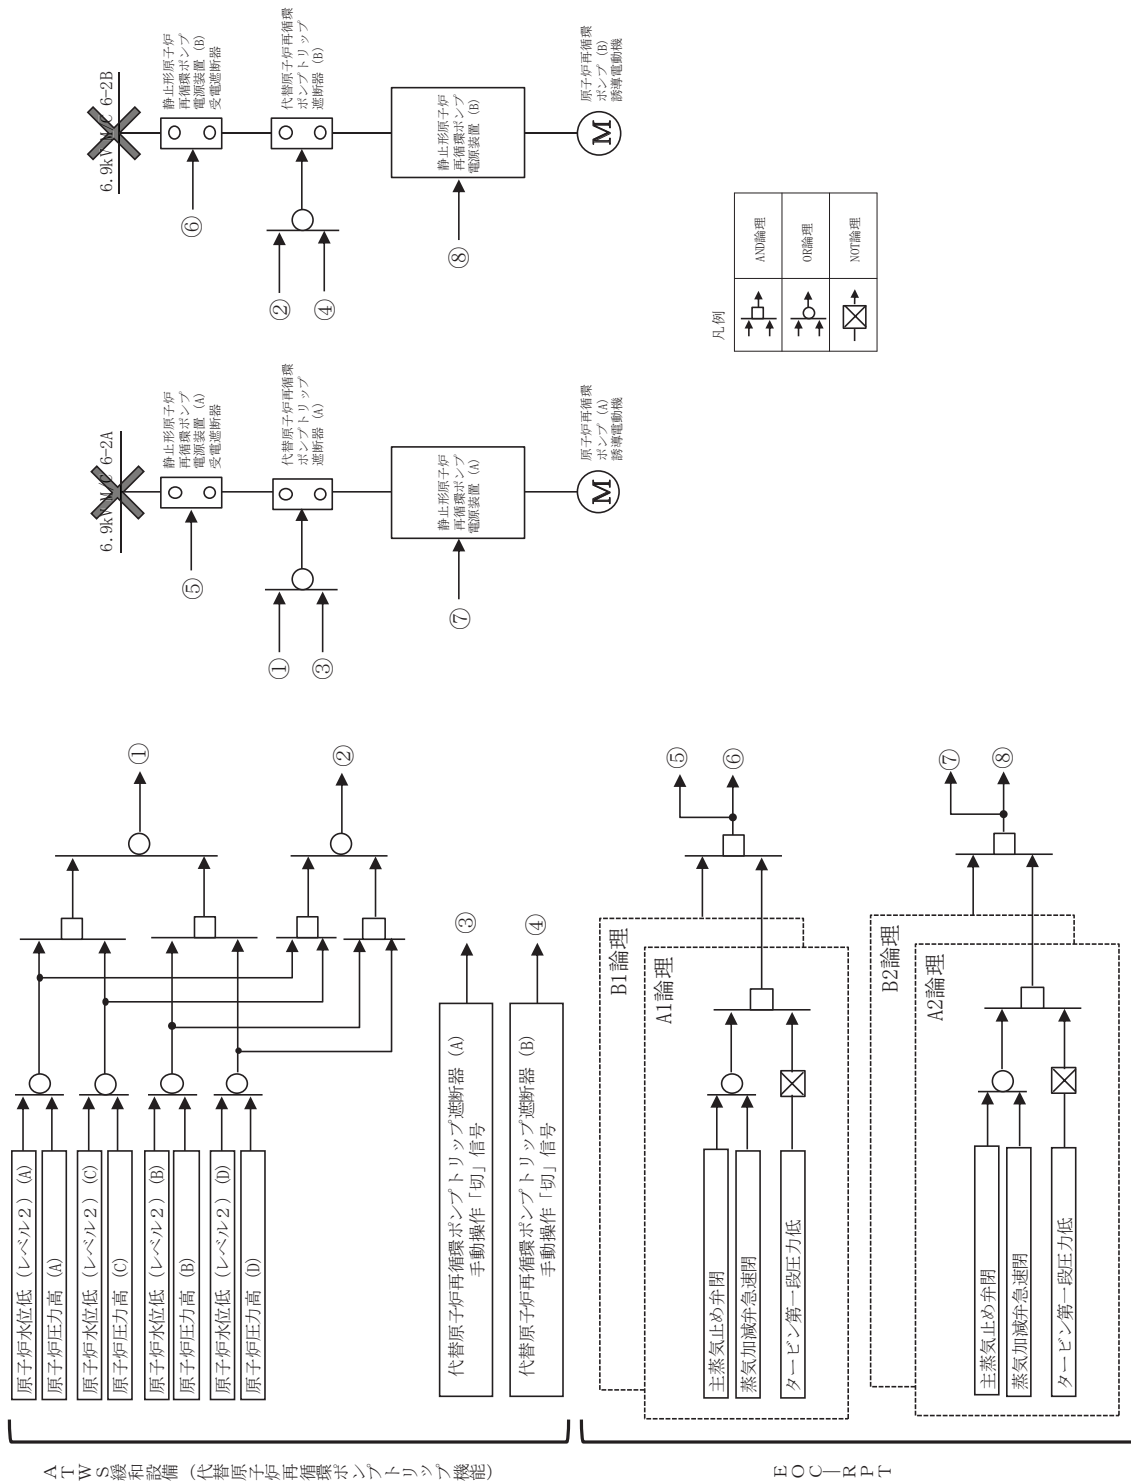 ATWS緩和設備（代替原子炉再循環ポンプトリップ機能）
原子炉水位低（レベル２）(A)
原子炉圧力高 (A)
原子炉水位低（レベル２）(C)
原子炉圧力高 (C)
原子炉水位低（レベル２）(B)
原子炉圧力高 (B)
原子炉水位低（レベル２）(D)
原子炉圧力高 (D)
①
②
代替原子炉再循環ポンプトリップ遮断器 (A)
手動操作「切」信号
③
代替原子炉再循環ポンプトリップ遮断器 (B)
手動操作「切」信号
④
EOC―RPT
B1論理
A1論理
主蒸気止め弁閉
蒸気加減弁急速閉
タービン第一段圧力低
⑤
⑥
B2論理
A2論理
主蒸気止め弁閉
蒸気加減弁急速閉
タービン第一段圧力低
⑦
⑧
6.9kV M/C 6-2A
静止形原子炉
再循環ポンプ
電源装置 (A)
受電遮断器
⑤
代替原子炉再循環
ポンプトリップ
遮断器 (A)
①
③
静止形原子炉
再循環ポンプ
電源装置 (A)
⑦
M
原子炉再循環
ポンプ (A)
誘導電動機
6.9kV M/C 6-2B
静止形原子炉
再循環ポンプ
電源装置 (B)
受電遮断器
⑥
代替原子炉再循環
ポンプトリップ
遮断器 (B)
②
④
静止形原子炉
再循環ポンプ
電源装置 (B)
⑧
M
原子炉再循環
ポンプ (B)
誘導電動機
凡例
AND論理
OR論理
NOT論理